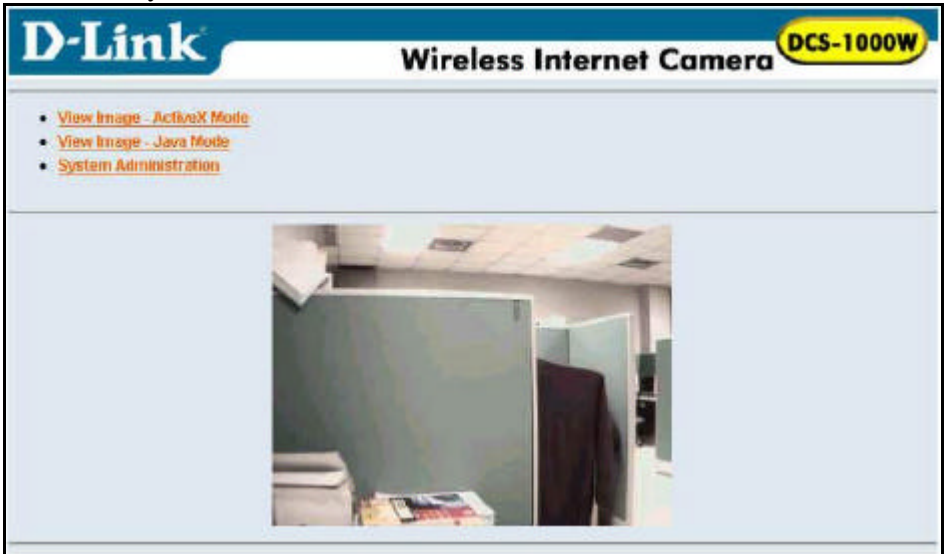 D-Link
Wireless Internet Camera
DCS-1000W
View Image - ActiveX Mode
View Image - Java Mode
System Administration